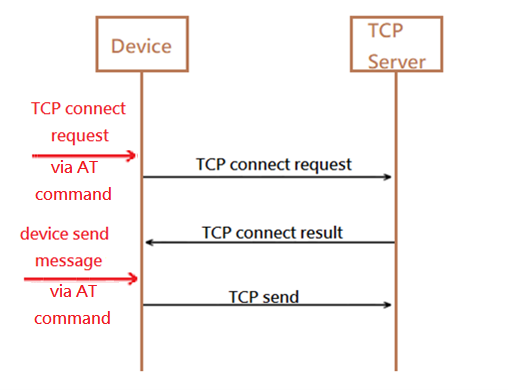 Device
TCP
Server
TCP connect
request
via AT
command
TCP connect request
device send
message
via AT
command
TCP connect result
TCP send